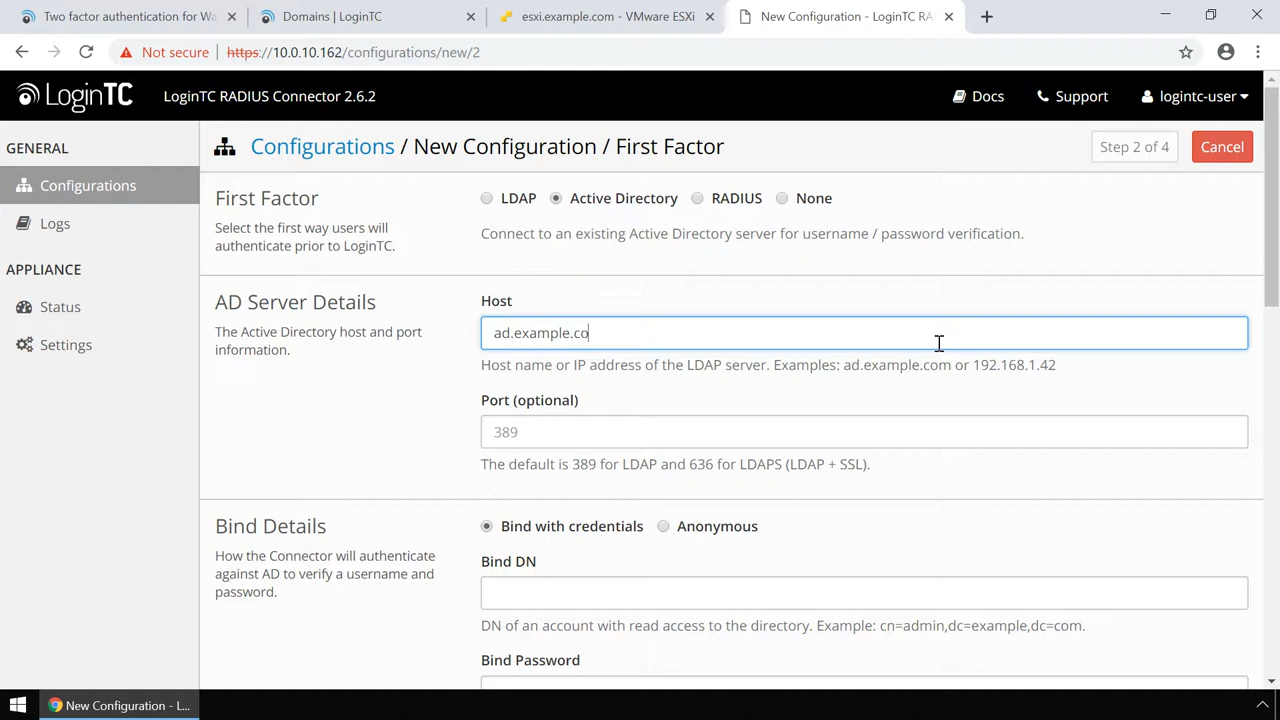 Two factor authentication for Wa
Domains | LoginTC
esxi.example.com - VMware ESXi
New Configuration - LoginTC RA
Not secure https://10.0.10.162/configurations/new/2
LoginTC LoginTC RADIUS Connector 2.6.2 Docs Support logintc-user
GENERAL
Configurations
Logs
APPLIANCE
Status
Settings
Configurations / New Configuration / First Factor Step 2 of 4 Cancel
First Factor
Select the first way users will
authenticate prior to LoginTC.
LDAP Active Directory RADIUS None
Connect to an existing Active Directory server for username / password verification.
AD Server Details
The Active Directory host and port
information.
Host
ad.example.co
Host name or IP address of the LDAP server. Examples: ad.example.com or 192.168.1.42
Port (optional)
389
The default is 389 for LDAP and 636 for LDAPS (LDAP + SSL).
Bind Details
How the Connector will authenticate
against AD to verify a username and
password.
Bind with credentials Anonymous
Bind DN
DN of an account with read access to the directory. Example: cn=admin,dc=example,dc=com.
Bind Password
New Configuration - L...